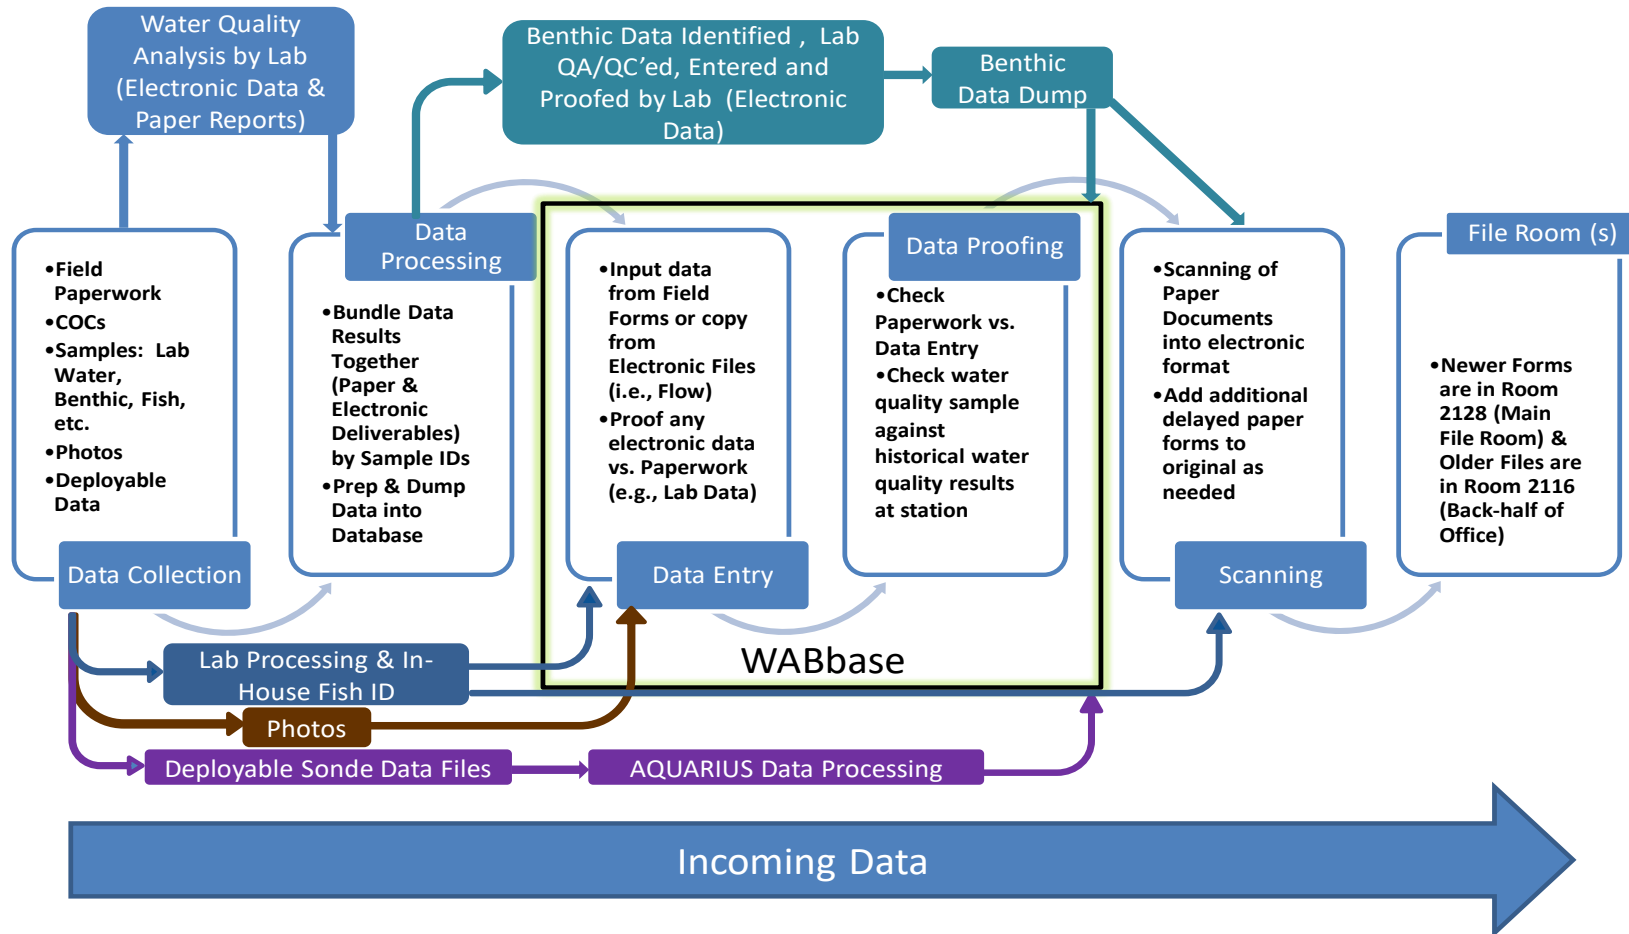 Water Quality
Analysis by Lab
(Electronic Data &
Paper Reports)
Benthic Data Identified , Lab
QA/QC’ed, Entered and
Proofed by Lab (Electronic
Data)
Benthic
Data Dump
•Field
Paperwork
•COCs
•Samples: Lab
Water,
Benthic, Fish,
etc.
•Photos
•Deployable
Data
Data Collection
Data
Processing
•Bundle Data
Results
Together
(Paper &
Electronic
Deliverables)
by Sample IDs
•Prep & Dump
Data into
Database
•Input data
from Field
Forms or copy
from
Electronic Files
(i.e., Flow)
•Proof any
electronic data
vs. Paperwork
(e.g., Lab Data)
Data Entry
Data Proofing
•Check
Paperwork vs.
Data Entry
•Check water
quality sample
against
historical water
quality results
at station
WABbase
•Scanning of
Paper
Documents
into electronic
format
•Add additional
delayed paper
forms to
original as
needed
Scanning
File Room (s)
•Newer Forms
are in Room
2128 (Main
File Room) &
Older Files are
in Room 2116
(Back-half of
Office)
Lab Processing & In-
House Fish ID
Photos
Deployable Sonde Data Files
AQUARIUS Data Processing
Incoming Data